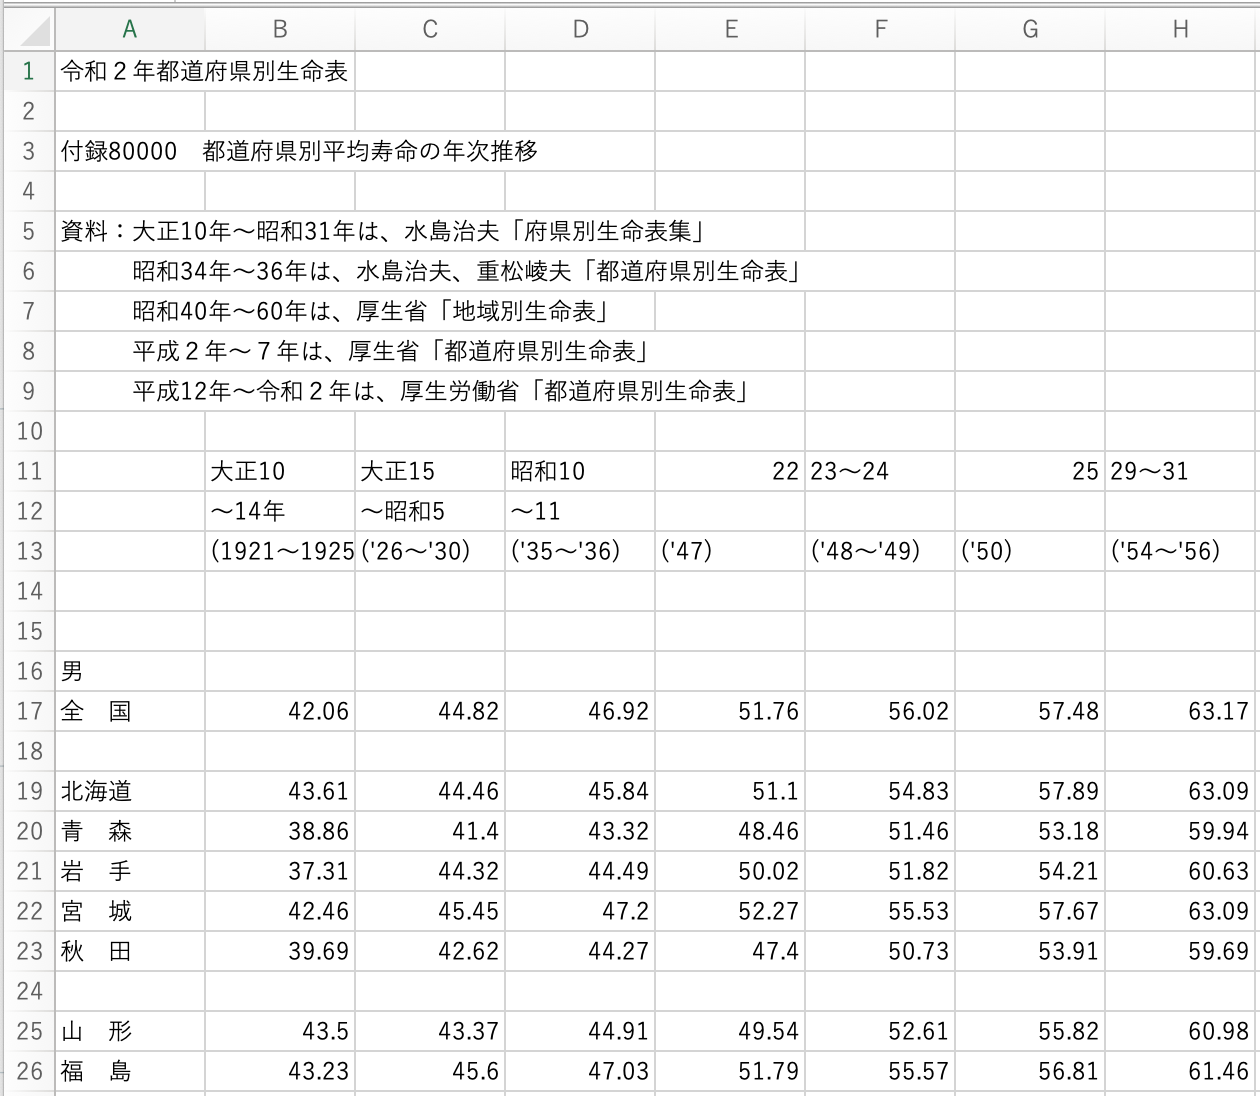 A B C D E F G H
1 令和２年都道府県別生命表
2
3 付録80000　都道府県別平均寿命の年次推移
4
5 資料：大正10年～昭和31年は、水島治夫「府県別生命表集」
6 昭和34年～36年は、水島治夫、重松峻夫「都道府県別生命表」
7 昭和40年～60年は、厚生省「地域別生命表」
8 平成２年～７年は、厚生省「都道府県別生命表」
9 平成12年～令和２年は、厚生労働省「都道府県別生命表」
10
11 大正10 大正15 昭和10 22 23～24 25 29～31
12 ～14年 ～昭和5 ～11
13 (1921～1925 ('26～'30) ('35～'36) ('47) ('48～'49) ('50) ('54～'56)
14
15
16 男
17 全　国 42.06 44.82 46.92 51.76 56.02 57.48 63.17
18
19 北海道 43.61 44.46 45.84 51.1 54.83 57.89 63.09
20 青　森 38.86 41.4 43.32 48.46 51.46 53.18 59.94
21 岩　手 37.31 44.32 44.49 50.02 51.82 54.21 60.63
22 宮　城 42.46 45.45 47.2 52.27 55.53 57.67 63.09
23 秋　田 39.69 42.62 44.27 47.4 50.73 53.91 59.69
24
25 山　形 43.5 43.37 44.91 49.54 52.61 55.82 60.98
26 福　島 43.23 45.6 47.03 51.79 55.57 56.81 61.46